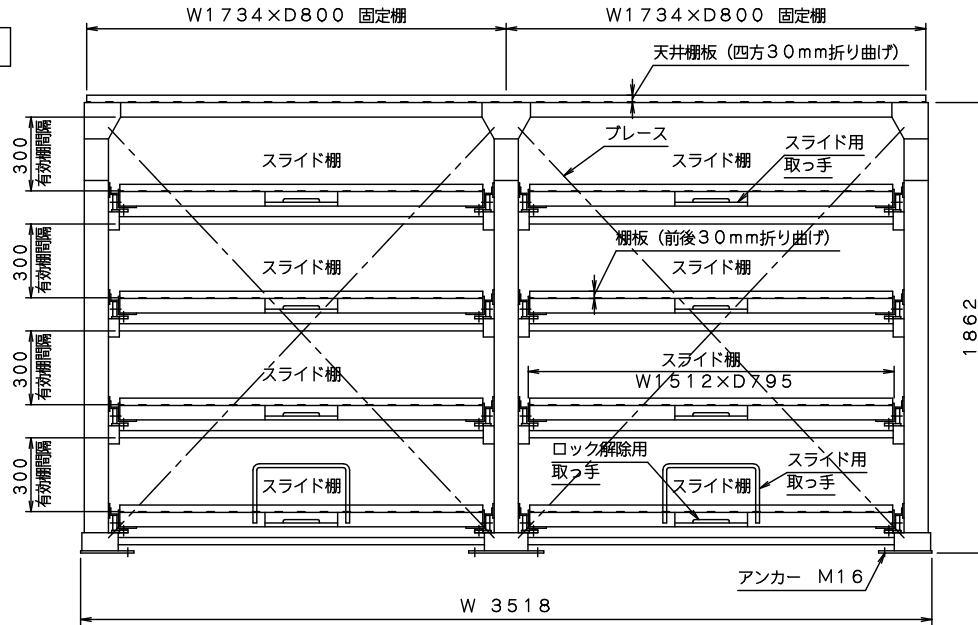 W1734×D800 固定棚
W1734×D800 固定棚
天井棚板（四方30mm折り曲げ）
300
有効棚間隔
スライド棚
ブレース
スライド棚
スライド用
取っ手
300
有効棚間隔
スライド棚
棚板（前後30mm折り曲げ）
スライド棚
1862
300
有効棚間隔
スライド棚
スライド棚
W1512×D795
300
有効棚間隔
スライド棚
ロック解除用
取っ手
スライド棚
スライド用
取っ手
アンカー M16
W 3518